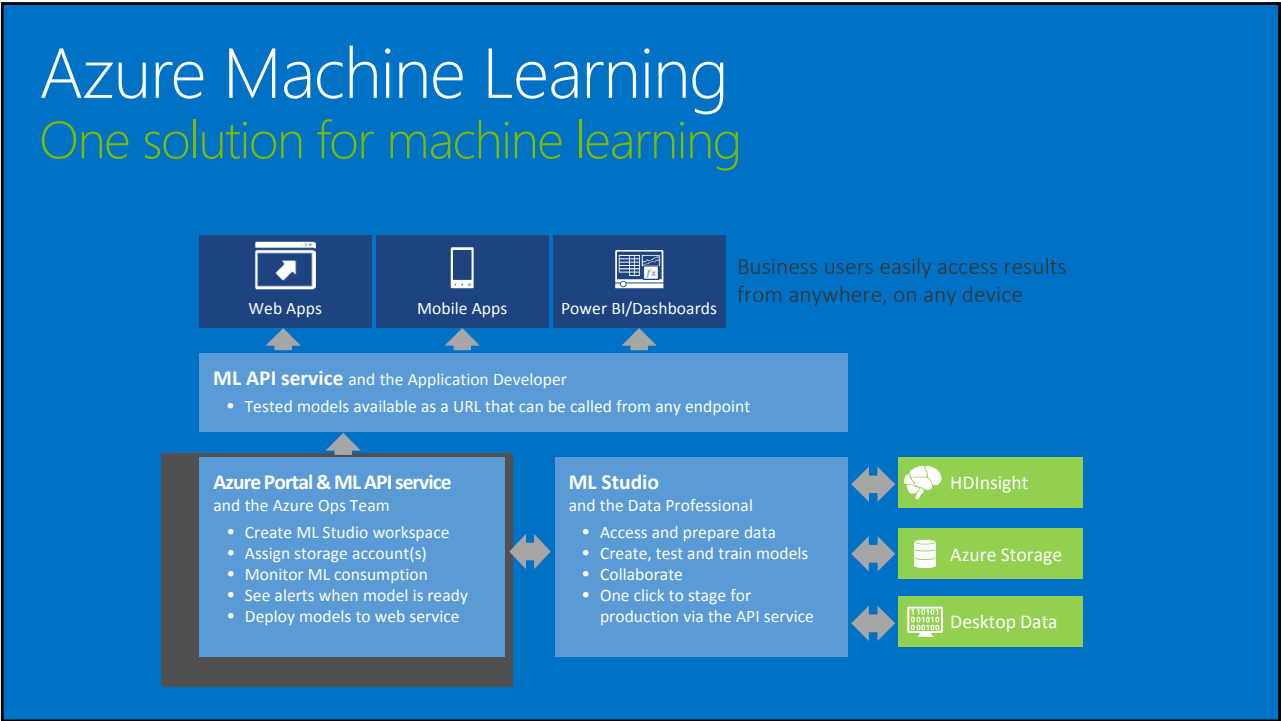 Azure Machine Learning
One solution for machine learning
Web Apps
Mobile Apps
Power BI/Dashboards
Business users easily access results
from anywhere, on any device
ML API service and the Application Developer
• Tested models available as a URL that can be called from any endpoint
Azure Portal & ML API service
and the Azure Ops Team
• Create ML Studio workspace
• Assign storage account(s)
• Monitor ML consumption
• See alerts when model is ready
• Deploy models to web service
ML Studio
and the Data Professional
• Access and prepare data
• Create, test and train models
• Collaborate
• One click to stage for
production via the API service
HDInsight
Azure Storage
110101
001010
000100
Desktop Data
fx